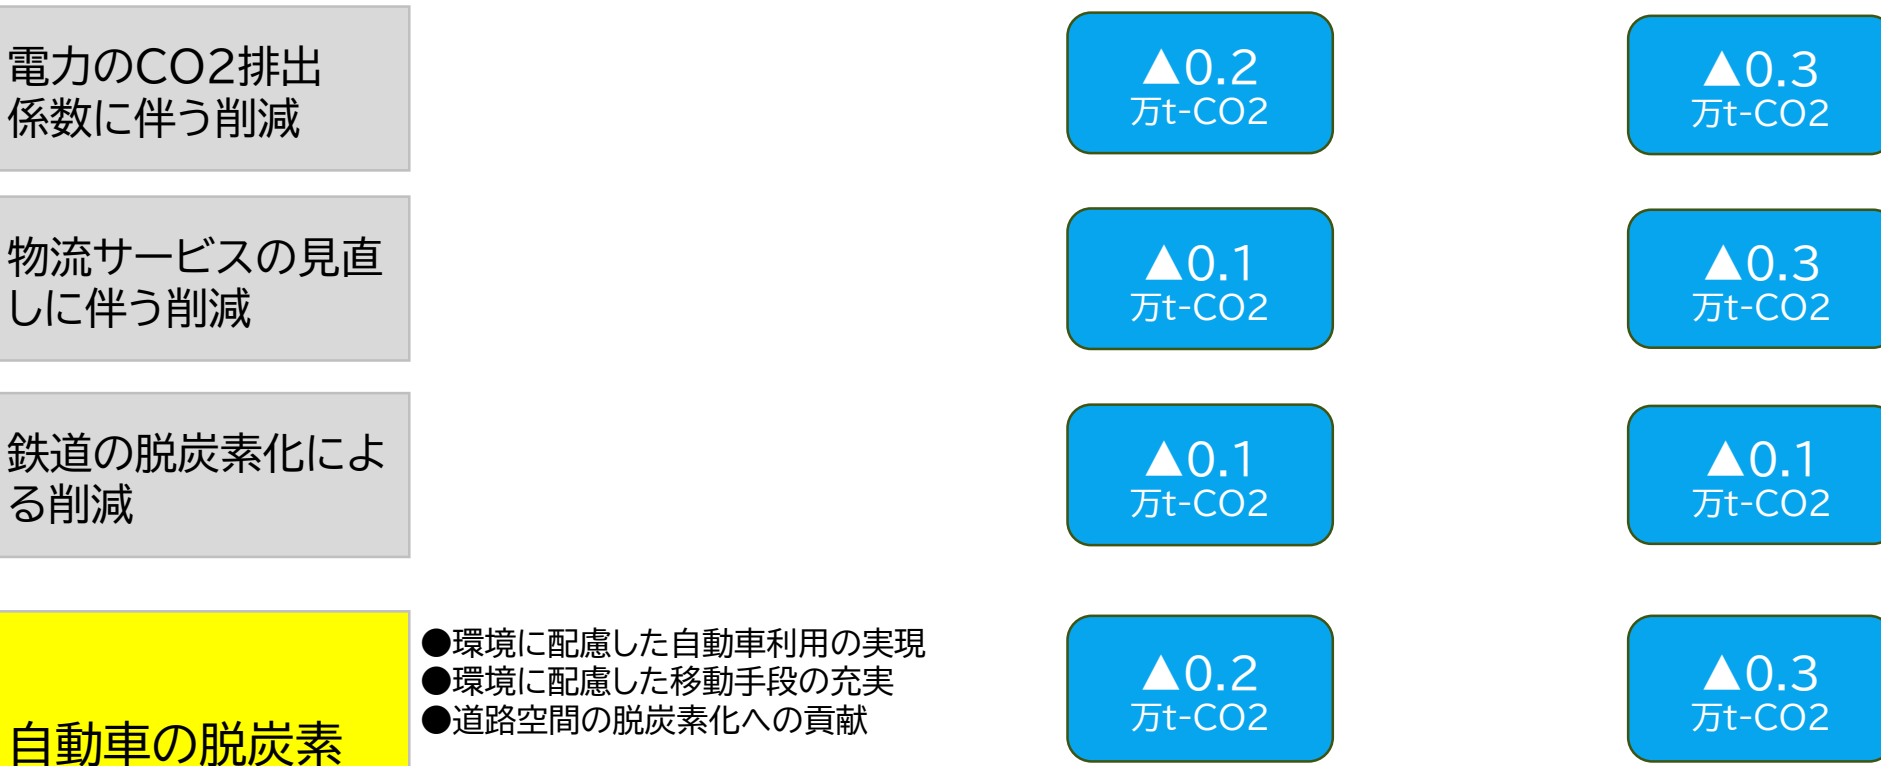 電力のCO2排出
係数に伴う削減
▲0.2
万t-CO2
▲0.3
万t-CO2
物流サービスの見直
しに伴う削減
▲0.1
万t-CO2
▲0.3
万t-CO2
鉄道の脱炭素化によ
る削減
▲0.1
万t-CO2
▲0.1
万t-CO2
自動車の脱炭素
●環境に配慮した自動車利用の実現
●環境に配慮した移動手段の充実
●道路空間の脱炭素化への貢献
▲0.2
万t-CO2
▲0.3
万t-CO2